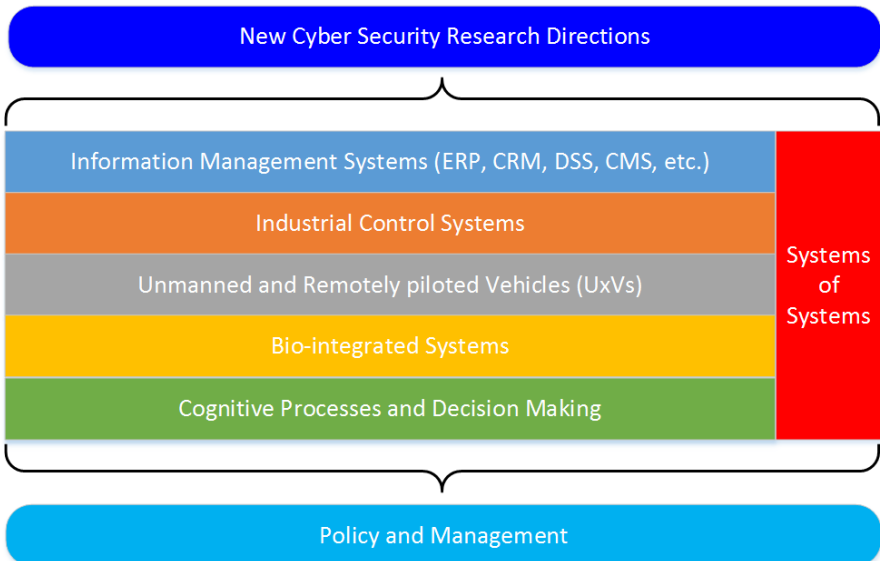 New Cyber Security Research Directions
Information Management Systems (ERP, CRM, DSS, CMS, etc.)
Industrial Control Systems
Unmanned and Remotely piloted Vehicles (UxVs)
Bio-integrated Systems
Cognitive Processes and Decision Making
Systems
of
Systems
Policy and Management